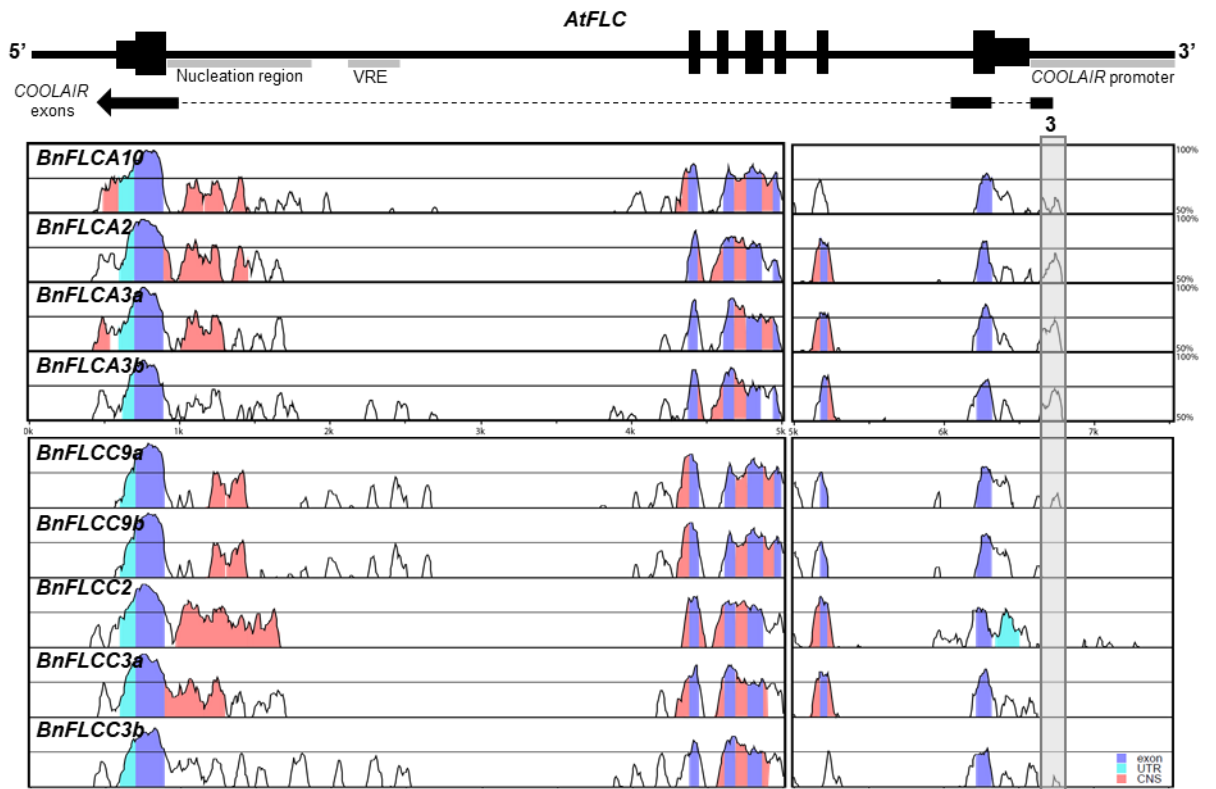 AtFLC
5’ 3’
Nucleation region VRE COOLAIR promoter
COOLAIR
exons
3
BnFLCA10 100%
50%
BnFLCA2 100%
50%
BnFLCA3a 100%
50%
BnFLCA3b 100%
50%
0k 1k 2k 3k 4k 5k 5k 6k 7k
BnFLCC9a
BnFLCC9b
BnFLCC2
BnFLCC3a
BnFLCC3b
exon
UTR
CNS